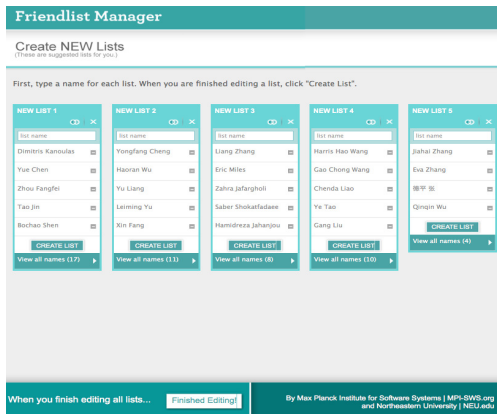 Friendlist Manager
Create NEW Lists
(These are suggested lists for you.)
First, type a name for each list. When you are finished editing a list, click "Create List".
NEW LIST 1
list name
Dimitris Kanoulas
Yue Chen
Zhou Fangfei
Tao Jin
Bochao Shen
CREATE LIST
View all names (17)
NEW LIST 2
list name
Yongfang Cheng
Haoran Wu
Yu Liang
Leiming Yu
Xin Fang
CREATE LIST
View all names (11)
NEW LIST 3
list name
Liang Zhang
Eric Miles
Zahra Jafargholi
Saber Shokatfadaee
Hamidreza Jahanjou
CREATE LIST
View all names (8)
NEW LIST 4
list name
Harris Hao Wang
Gao Chong Wang
Chenda Liao
Ye Tao
Gang Liu
CREATE LIST
View all names (10)
NEW LIST 5
list name
Jiahai Zhang
Eva Zhang
Qinqin Wu
CREATE LIST
View all names (4)
When you finish editing all lists...
Finished Editing!
By Max Planck Institute for Software Systems | MPI-SWS.org
and Northeastern University | NEU.edu